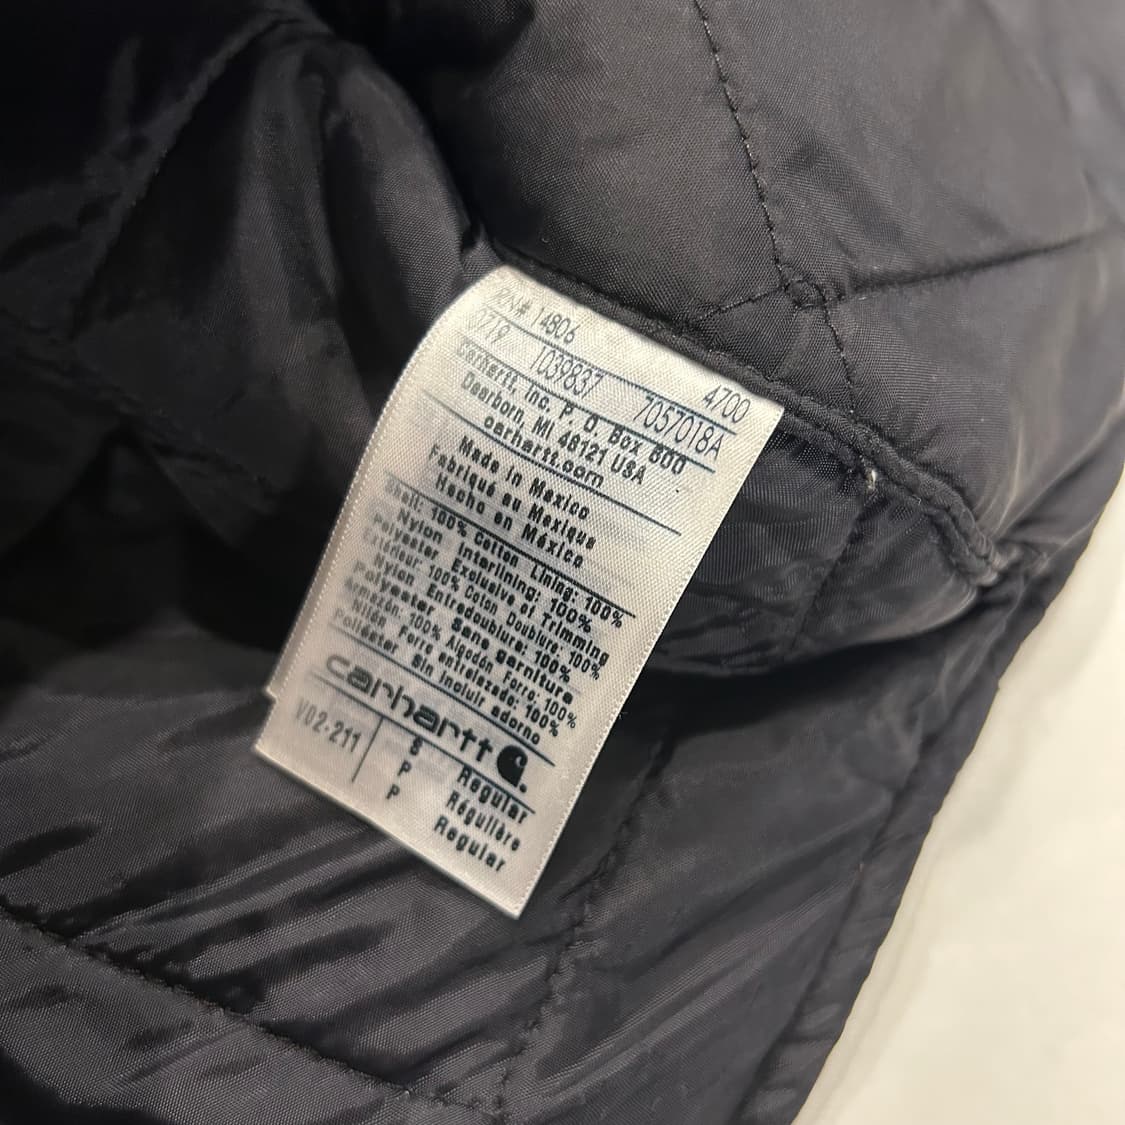 RN# 14806 4700
0719 1039837 7057018A
Carhartt, Inc. P. O. Box 600
Dearborn, MI 48121 USA
carhartt.com
Made in Mexico
Fabriqué au Mexique
Hecho en México
Shell: 100% Cotton Lining: 100%
Nylon Interlining: 100%
Polyester Exclusive of Trimming
Extérieur: 100% Coton Doublure: 100%
Nylon Entredoublure: 100%
Polyester Sans garniture
Armazón: 100% Algodón Forro: 100%
Nilón Forro entrelazado: 100%
Poliéster Sin incluir adorno
carhartt
V02-211 S Regular
P Régulière
P Regular